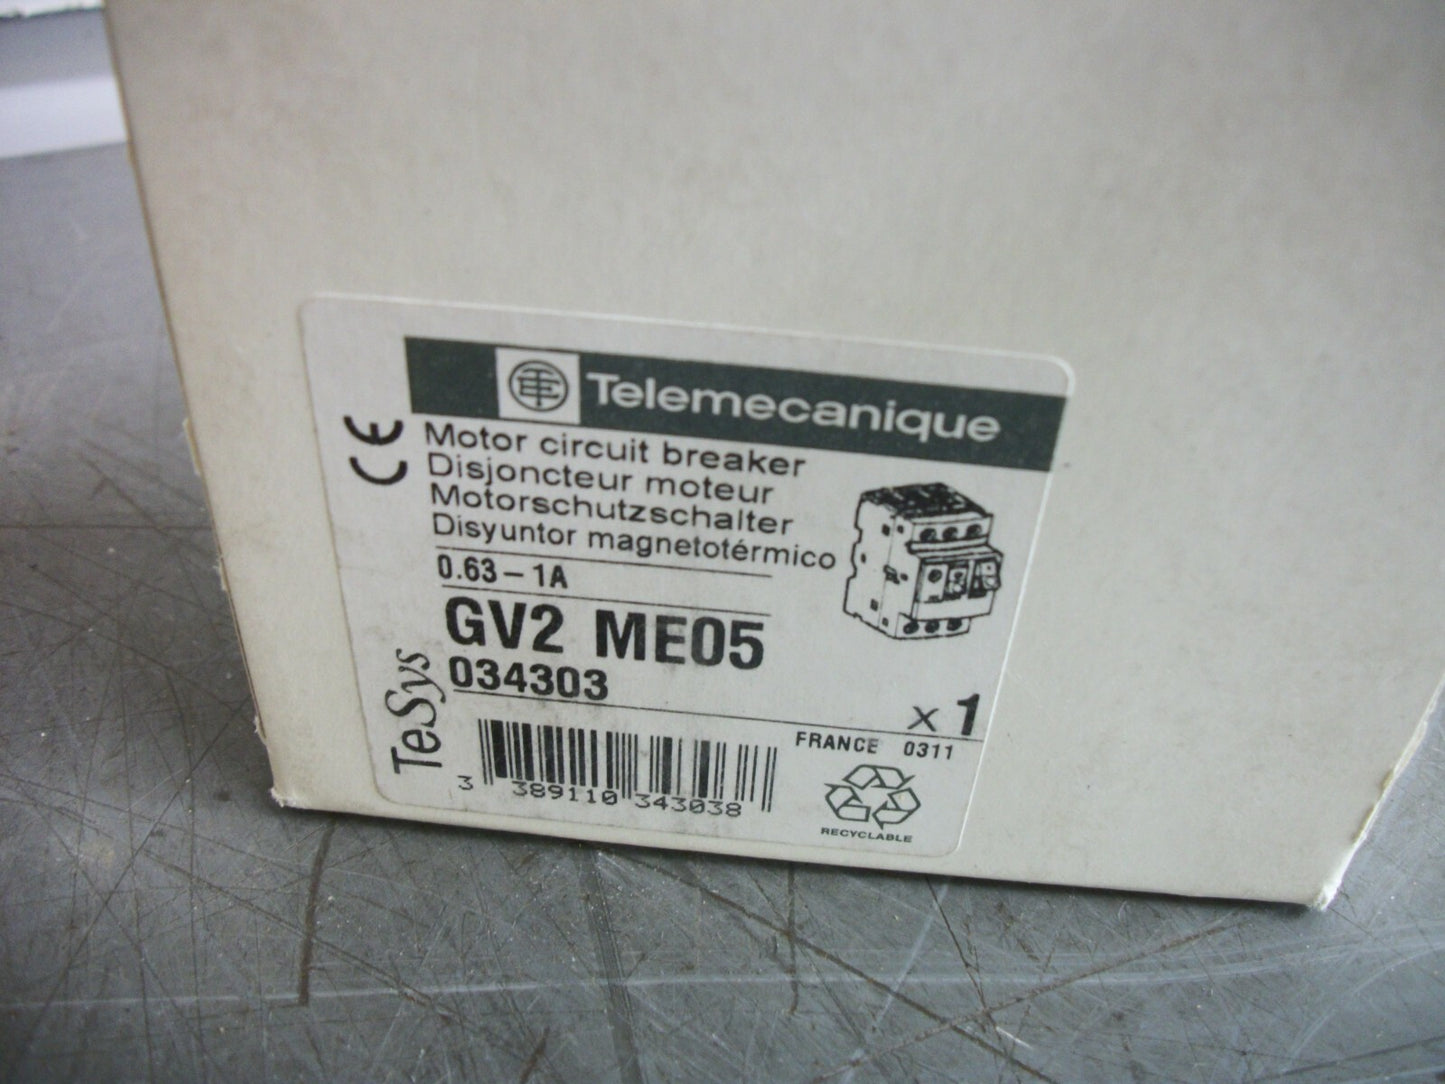 Telemecanique
CE
Motor circuit breaker
Disjoncteur moteur
Motorschutzschalter
Disyuntor magnetotérmico
0.63-1A
GV2 ME05
034303
TeSys
x 1
FRANCE 0311
3 389110 343038
RECYCLABLE